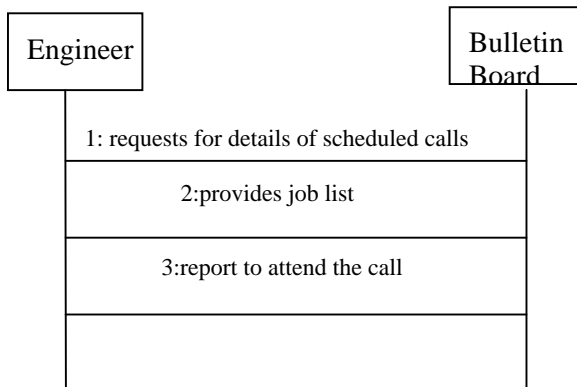 Engineer
Bulletin
Board
1: requests for details of scheduled calls
2:provides job list
3:report to attend the call